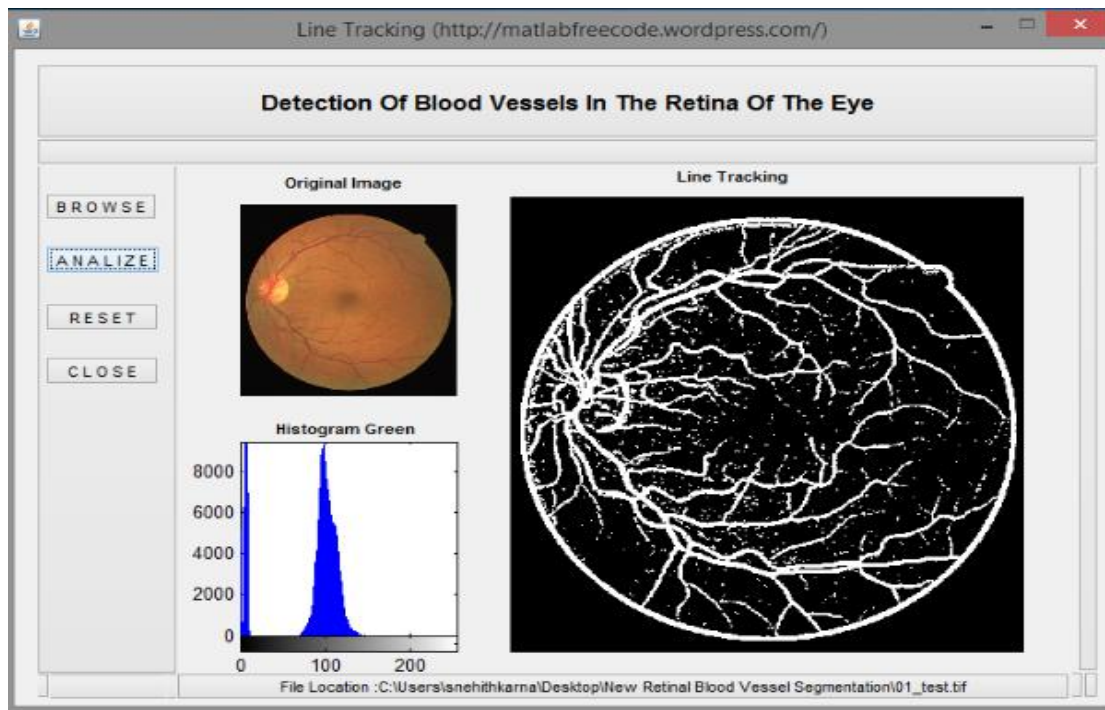 Line Tracking (http://matlabfreecode.wordpress.com/)
Detection Of Blood Vessels In The Retina Of The Eye
BROWSE
ANALIZE
RESET
CLOSE
Original Image
Line Tracking
Histogram Green
8000
6000
4000
2000
0
0 100 200
File Location :C:\Users\snehithkarna\Desktop\New Retinal Blood Vessel Segmentation\01_test.tif